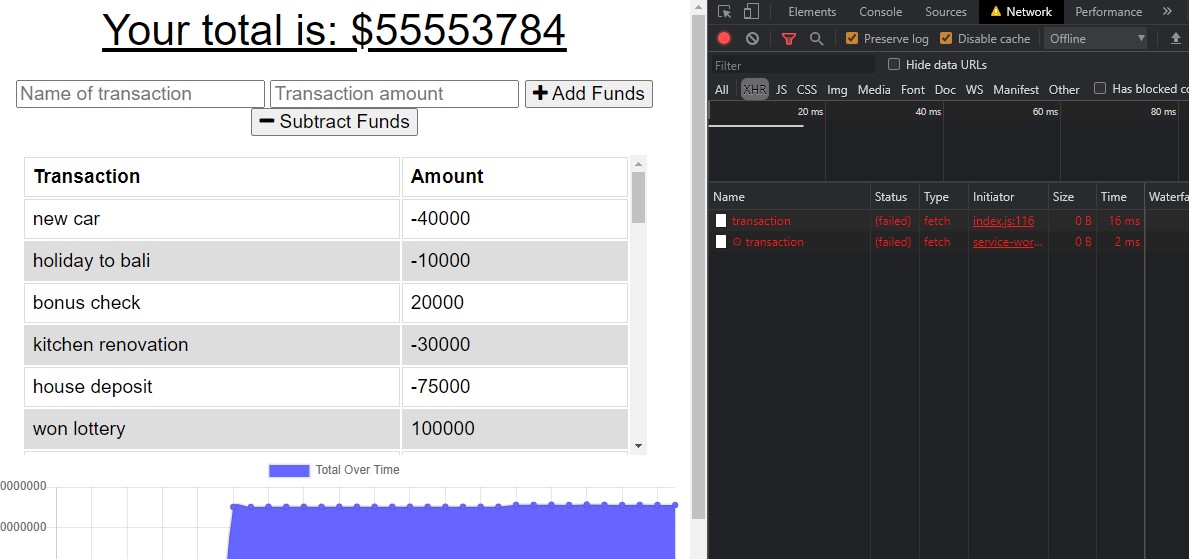 Your total is: $55553784
Name of transaction Transaction amount Add Funds
Subtract Funds
Transaction Amount
new car -40000
holiday to bali -10000
bonus check 20000
kitchen renovation -30000
house deposit -75000
won lottery 100000
Total Over Time
0000000
0000000
Elements Console Sources Network Performance »
Preserve log Disable cache Offline
Filter Hide data URLs
All XHR JS CSS Img Media Font Doc WS Manifest Other Has blocked co
20 ms 40 ms 60 ms 80 ms
Name Status Type Initiator Size Time Waterfa
transaction (failed) fetch index.js:116 0 B 16 ms
transaction (failed) fetch service-wor... 0 B 2 ms